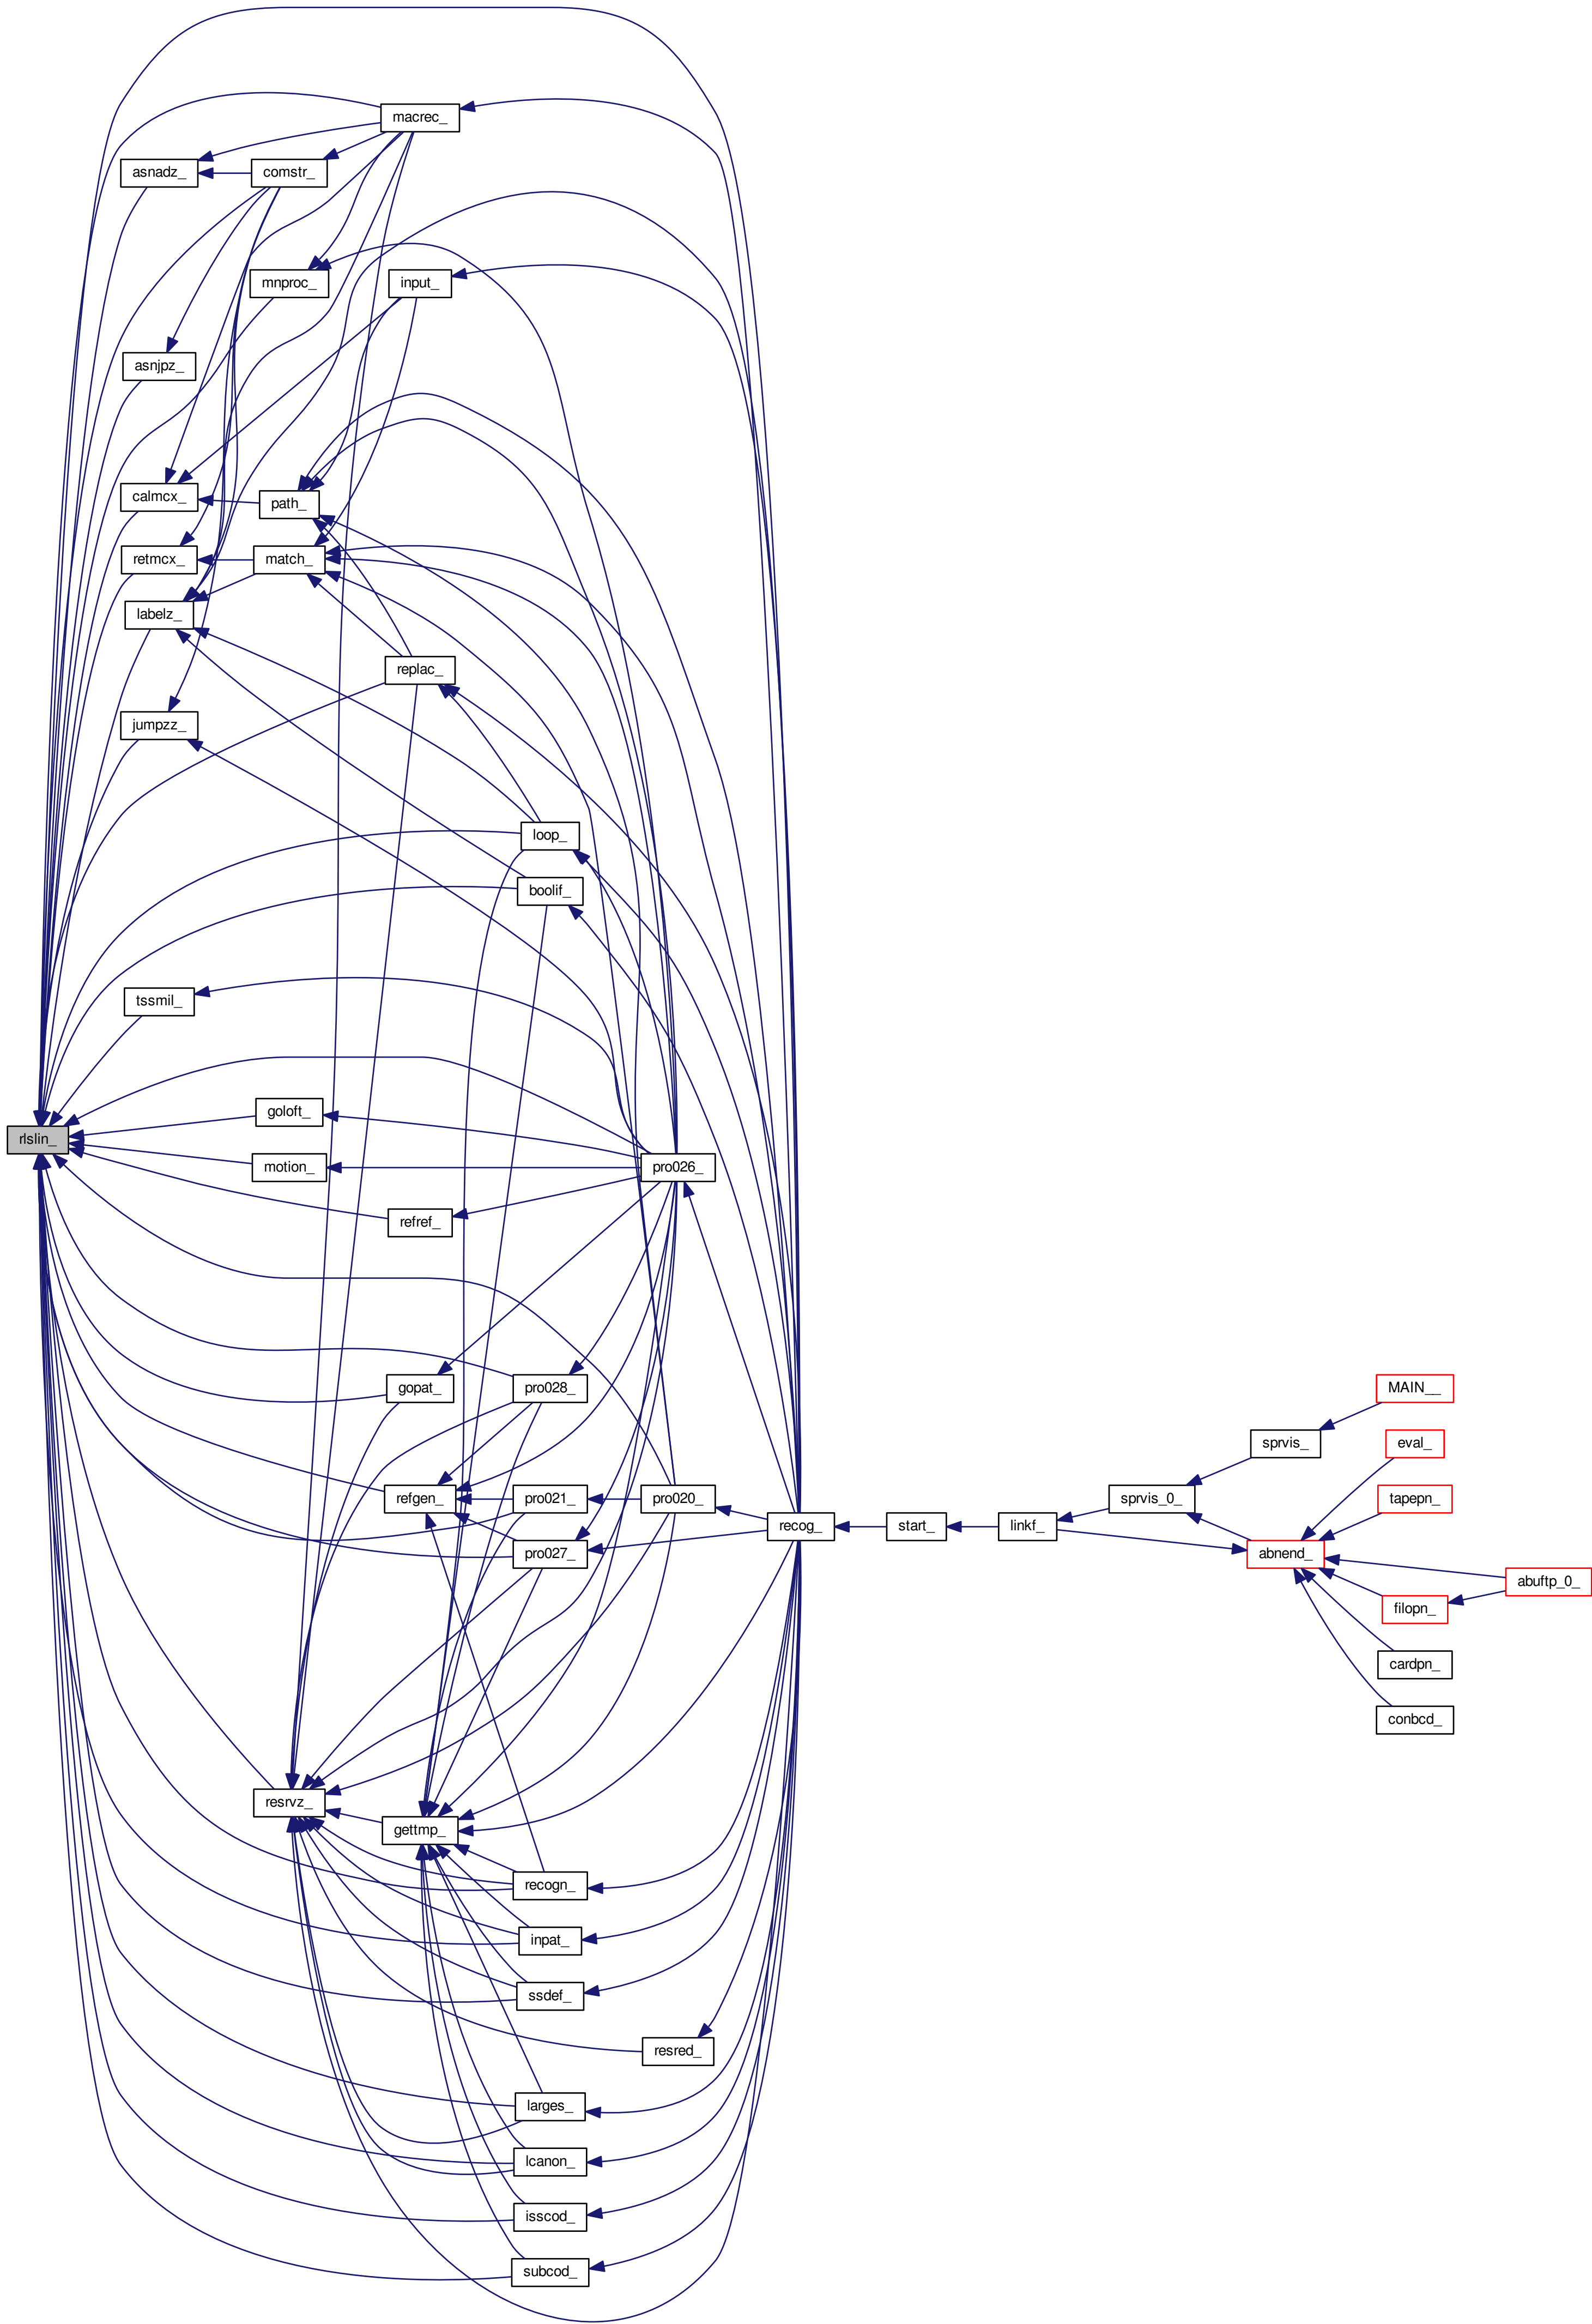 macrec_
asnadz_
comstr_
mnproc_
input_
asnjpz_
calmcx_
path_
retmcx_
match_
labelz_
replac_
jumpzz_
loop_
boolif_
tssmil_
goloft_
rlslin_
motion_
pro026_
refref_
gopat_
pro028_
MAIN__
sprvis_
eval_
refgen_
pro021_
pro020_
sprvis_0_
tapepn_
recog_
start_
linkf_
pro027_
abnend_
abuftp_0_
filopn_
cardpn_
conbcd_
resrvz_
gettmp_
recogn_
inpat_
ssdef_
resred_
larges_
lcanon_
isscod_
subcod_